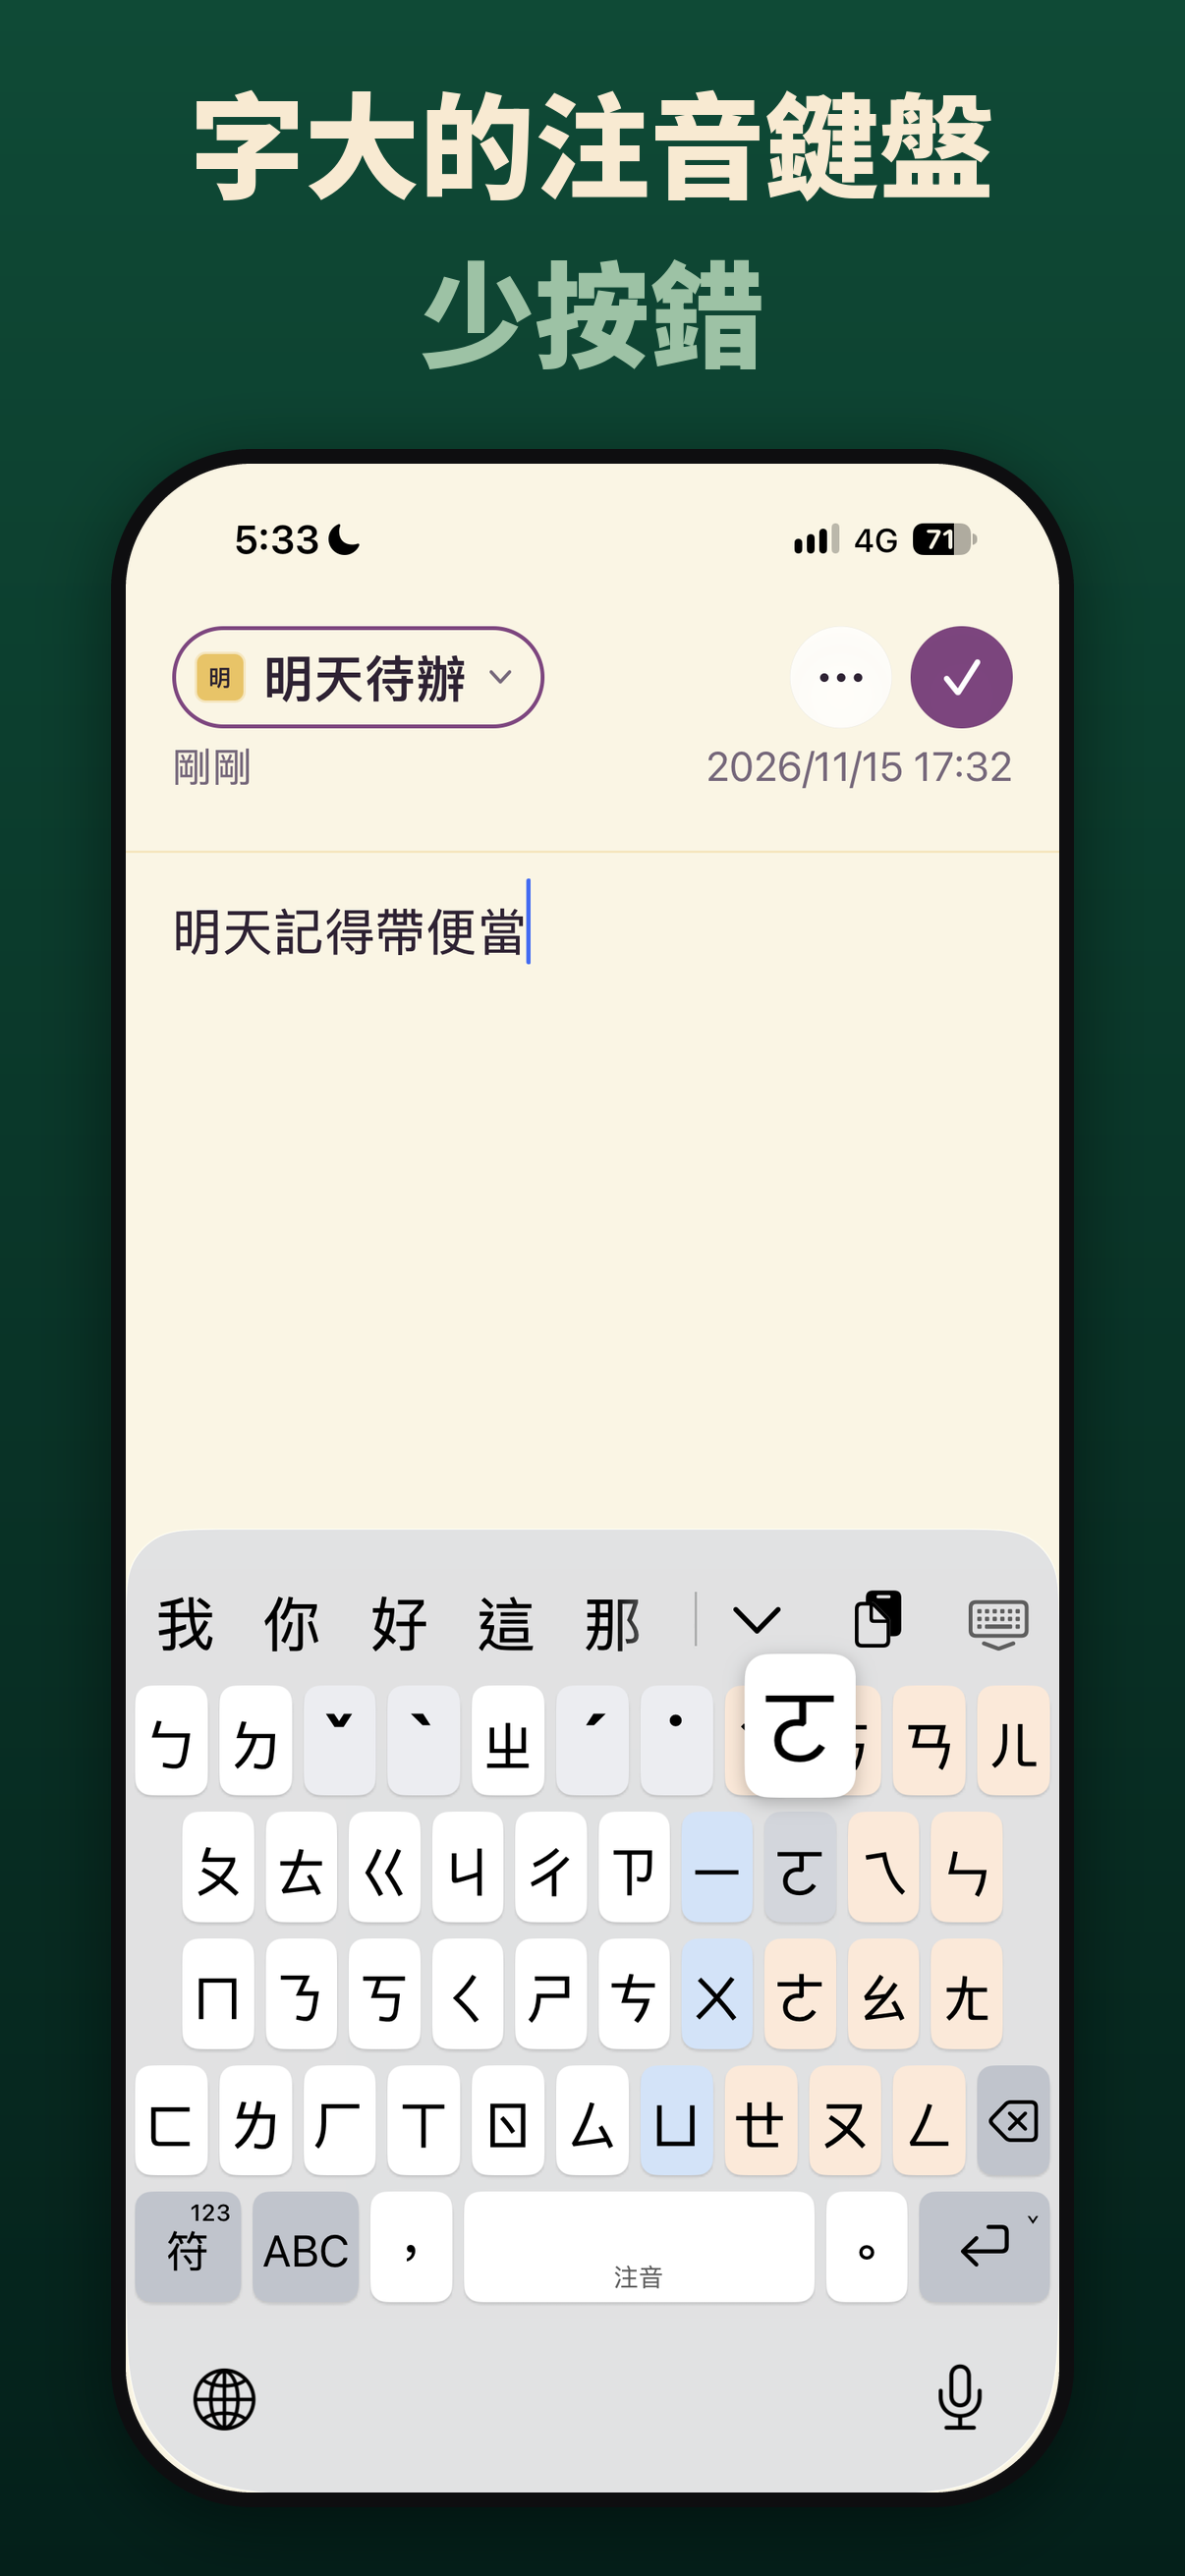 字大的注音鍵盤
少按錯
5:33 4G 71
明 明天待辦
剛剛 2026/11/15 17:32
明天記得帶便當
我 你 好 這 那
ㄅ ㄉ ˇ ˋ ㄓ ˊ ˙ ㄢ ㄦ
ㄛ
ㄆ ㄊ ㄍ ㄐ ㄔ ㄗ ㄧ ㄛ ㄟ ㄣ
ㄇ ㄋ ㄎ ㄑ ㄕ ㄘ ㄨ ㄜ ㄠ ㄤ
ㄈ ㄌ ㄏ ㄒ ㄖ ㄙ ㄩ ㄝ ㄡ ㄥ
符 123 ABC , 注音 。